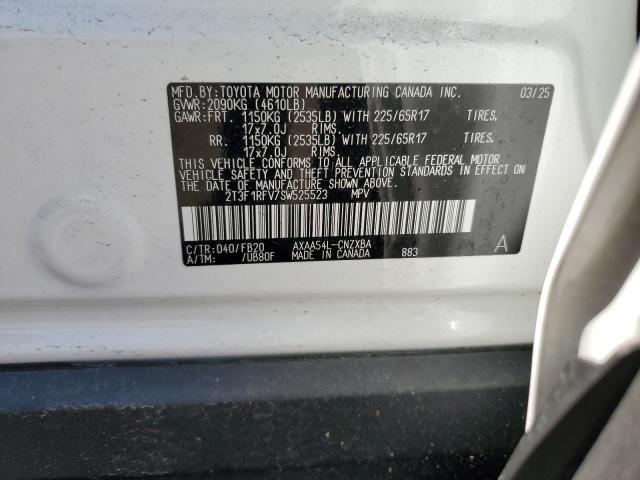 MFD.BY:TOYOTA MOTOR MANUFACTURING CANADA INC. 03/25
GVWR:2090KG (4610LB)
GAWR:FRT. 1150KG (2535LB) WITH 225/65R17 TIRES,
17x7.0J RIMS,
RR. 1150KG (2535LB) WITH 225/65R17 TIRES,
17x7.0J RIMS.
THIS VEHICLE CONFORMS TO ALL APPLICABLE FEDERAL MOTOR
VEHICLE SAFETY AND THEFT PREVENTION STANDARDS IN EFFECT ON
THE DATE OF MANUFACTURE SHOWN ABOVE.
2T3F1RFV7SW525523 MPV
C/TR:040/FB20 AXAA54L-CNZXBA A
A/TM: /UB80F MADE IN CANADA 883